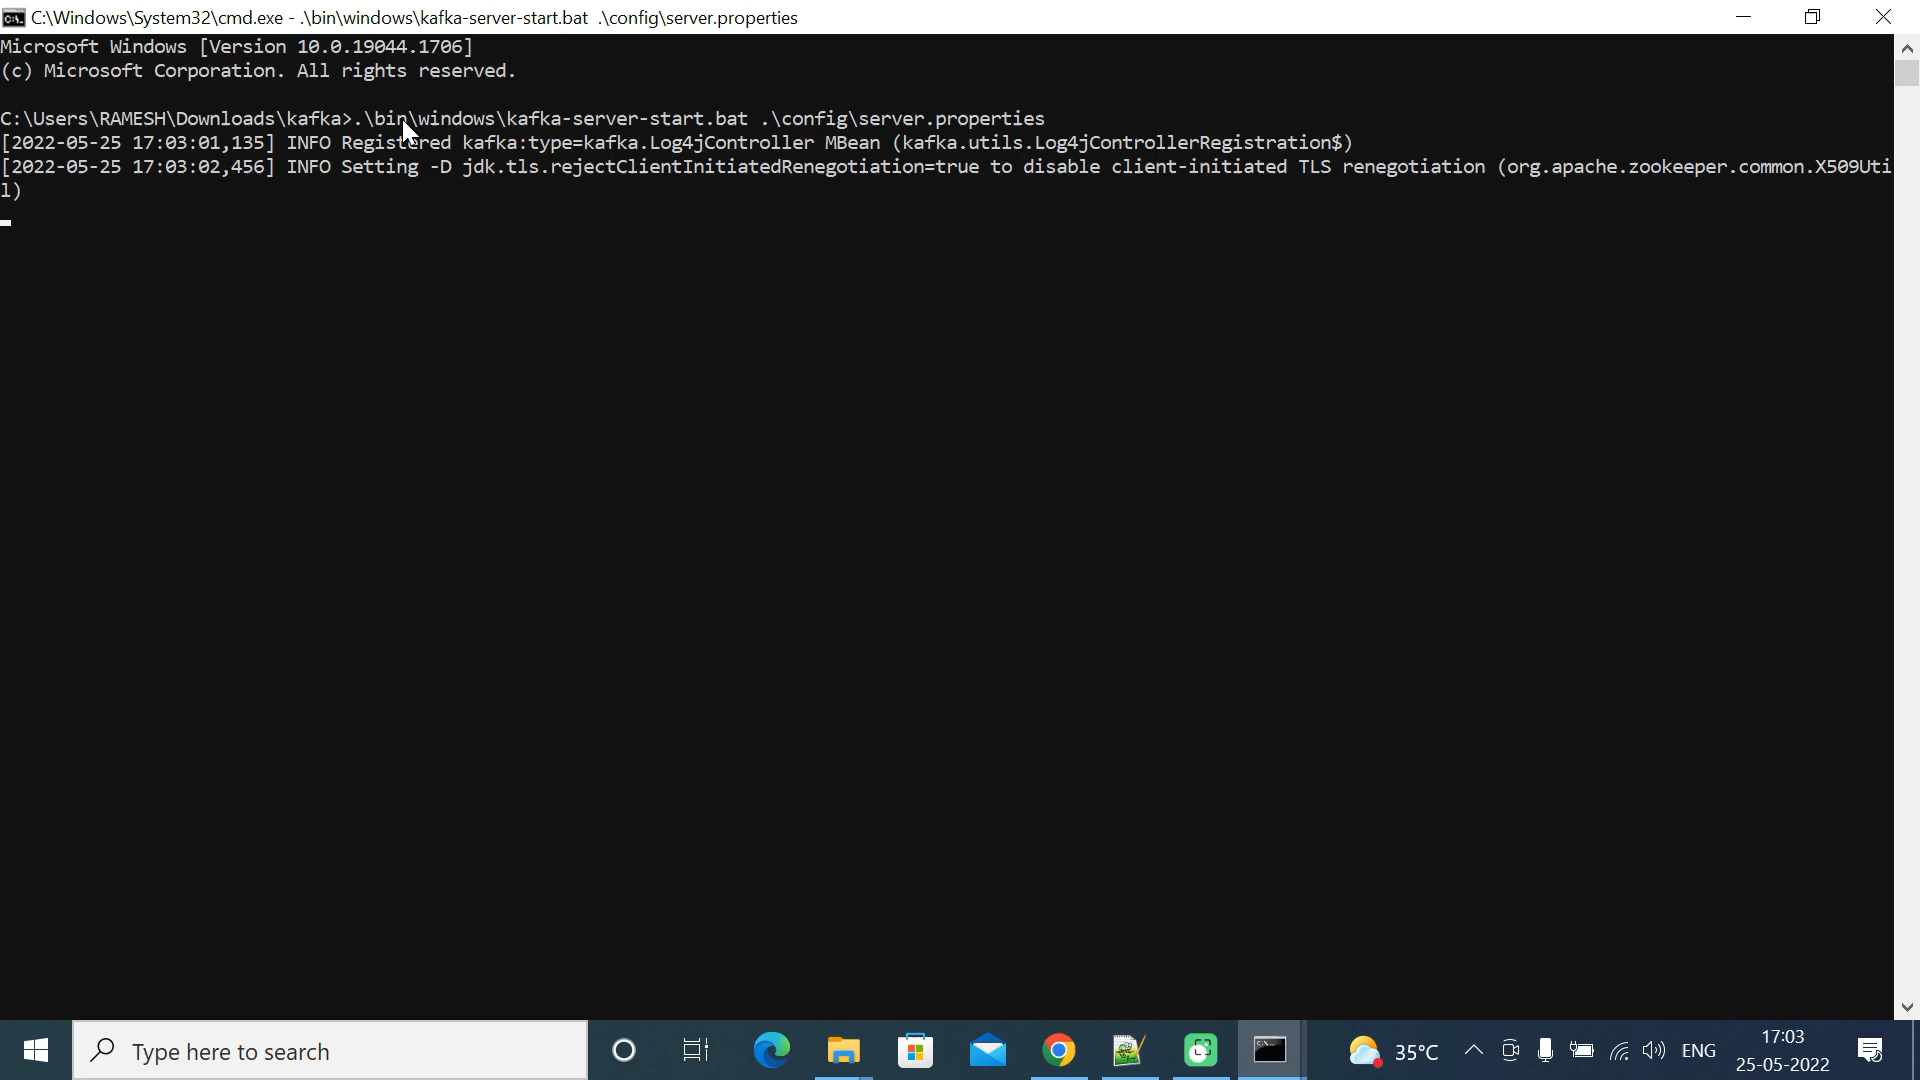 C:\Windows\System32\cmd.exe - .\bin\windows\kafka-server-start.bat .\config\server.properties
Microsoft Windows [Version 10.0.19044.1706]
(c) Microsoft Corporation. All rights reserved.
C:\Users\RAMESH\Downloads\kafka>.\bin\windows\kafka-server-start.bat .\config\server.properties
[2022-05-25 17:03:01,135] INFO Registered kafka:type=kafka.Log4jController MBean (kafka.utils.Log4jControllerRegistration$)
[2022-05-25 17:03:02,456] INFO Setting -D jdk.tls.rejectClientInitiatedRenegotiation=true to disable client-initiated TLS renegotiation (org.apache.zookeeper.common.X509Uti
l)
Type here to search
35°C
ENG
17:03
25-05-2022